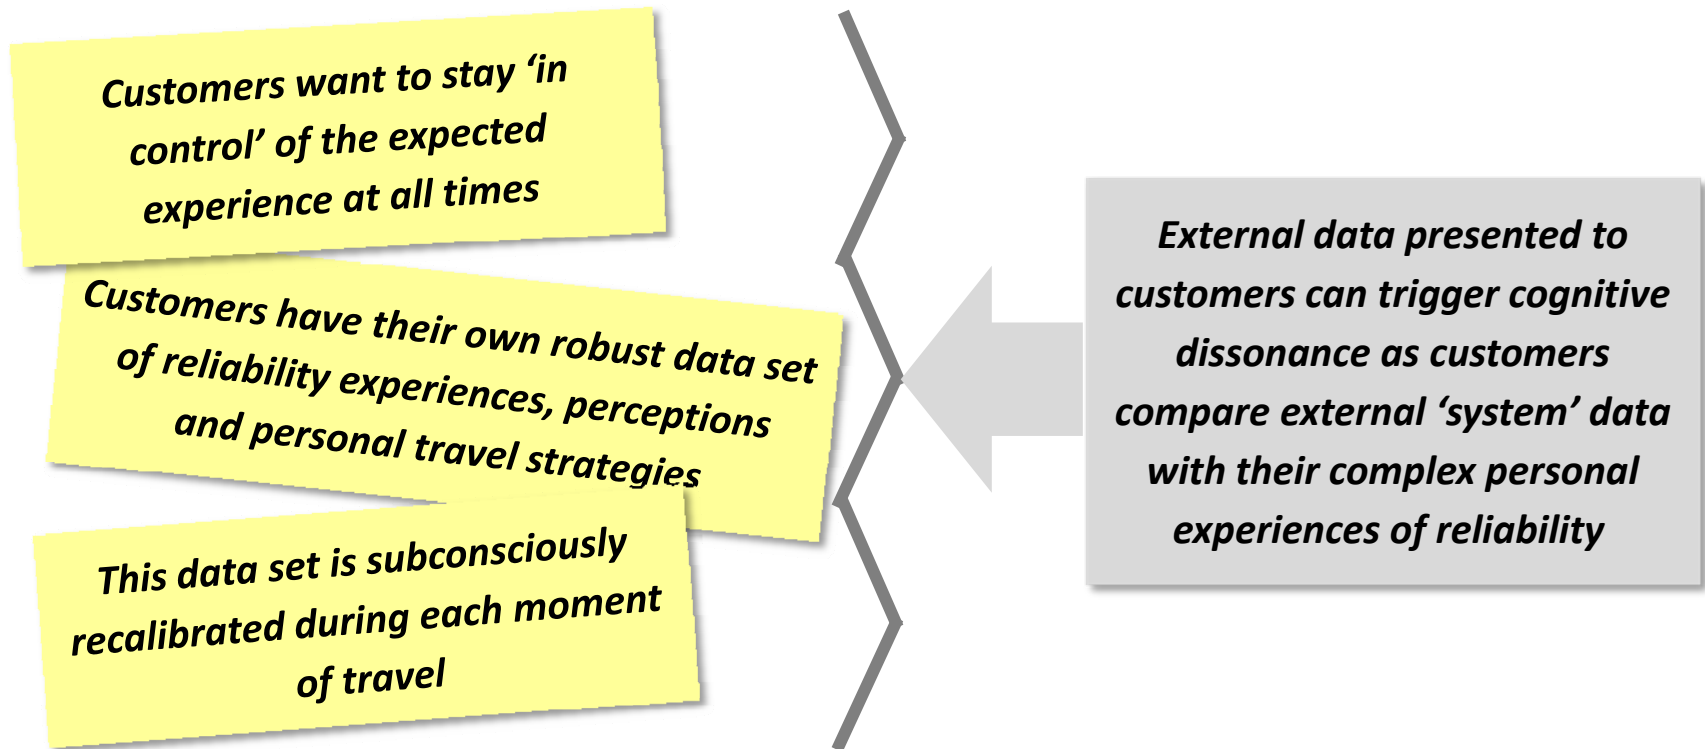 Customers want to stay ‘in
control’ of the expected
experience at all times
Customers have their own robust data set
of reliability experiences, perceptions
and personal travel strategies
This data set is subconsciously
recalibrated during each moment
of travel
External data presented to
customers can trigger cognitive
dissonance as customers
compare external ‘system’ data
with their complex personal
experiences of reliability